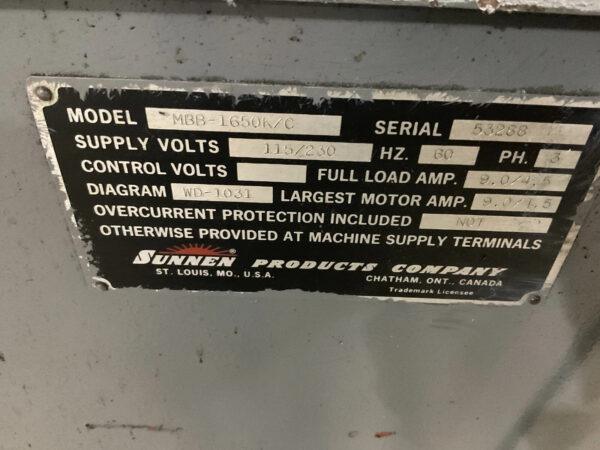 MODEL MBB-1650K/C SERIAL 53288
SUPPLY VOLTS 115/230 HZ. 60 PH. 3
CONTROL VOLTS FULL LOAD AMP. 9.0/4.5
DIAGRAM WD-1031 LARGEST MOTOR AMP. 9.0/4.5
OVERCURRENT PROTECTION INCLUDED NOT
OTHERWISE PROVIDED AT MACHINE SUPPLY TERMINALS
SUNNEN PRODUCTS COMPANY
ST. LOUIS, MO., U.S.A. CHATHAM, ONT., CANADA
Trademark Licensee